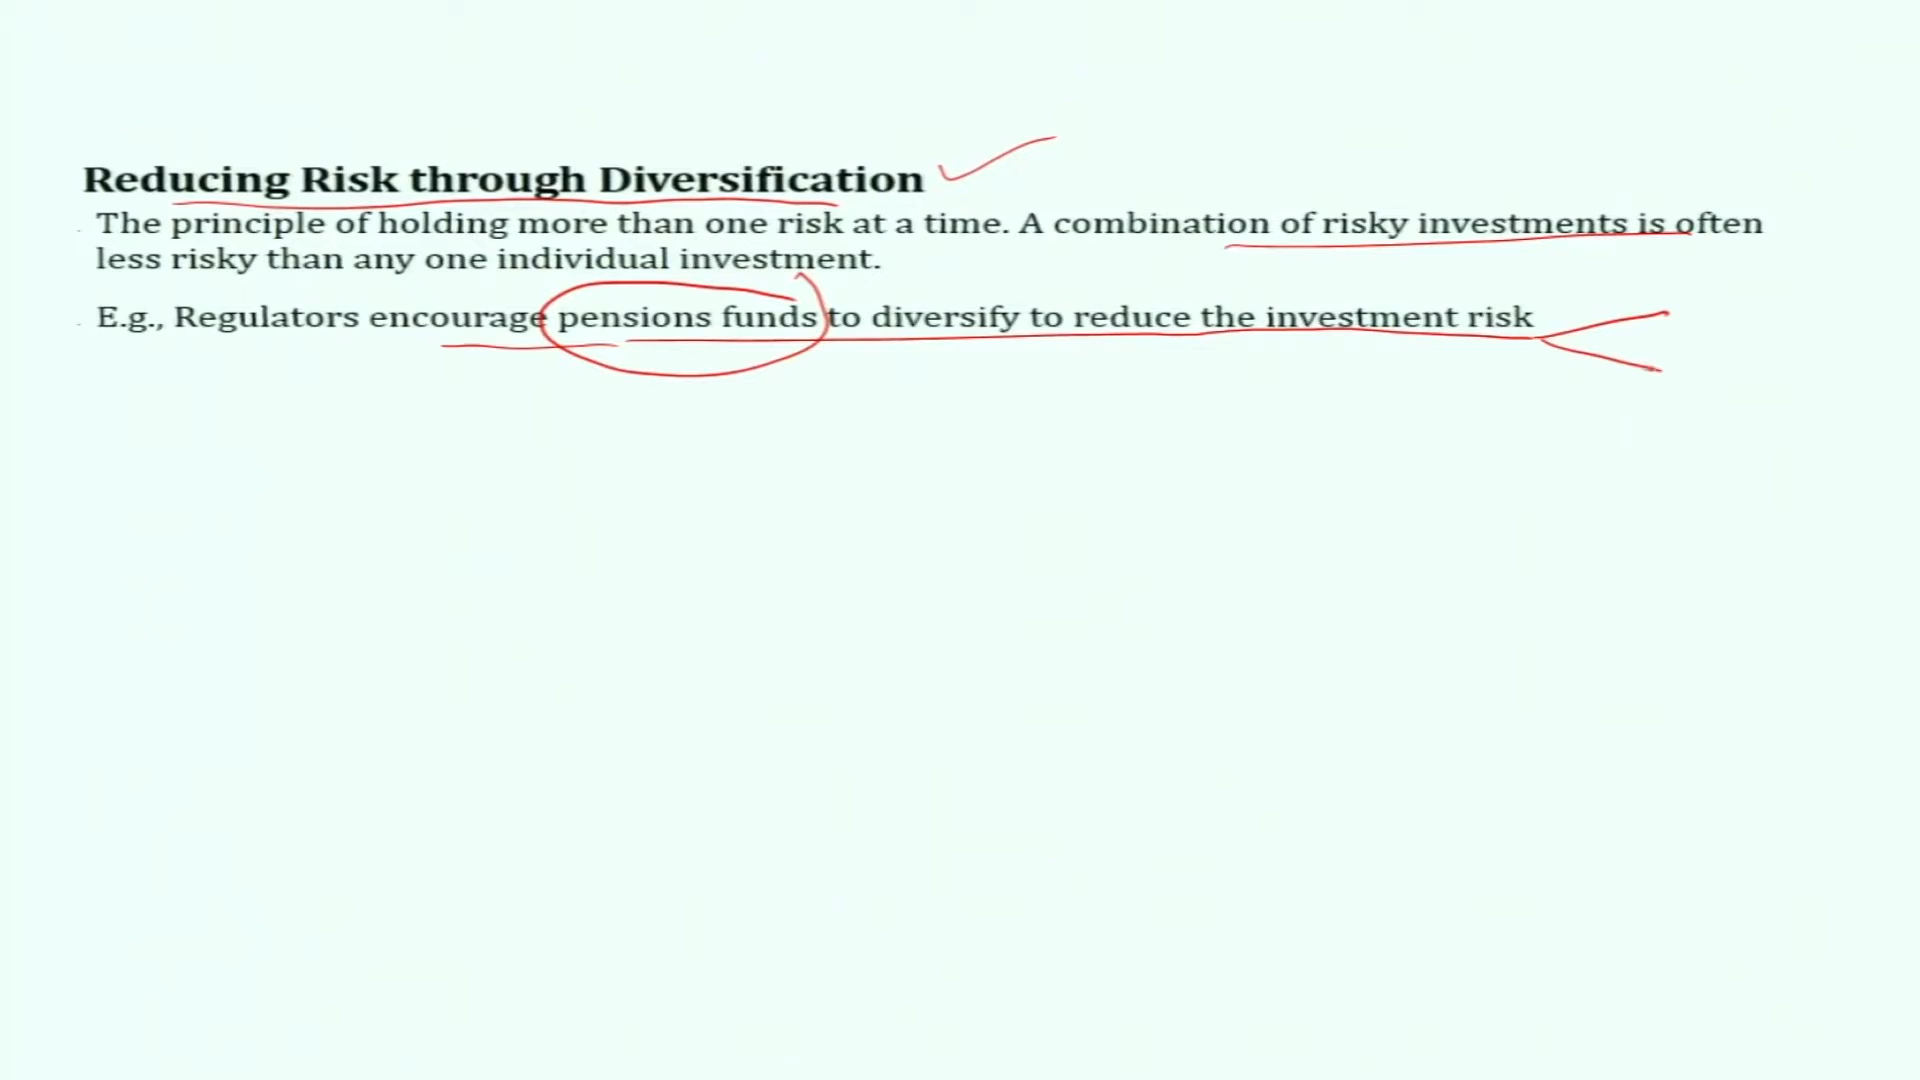 Reducing Risk through Diversification
The principle of holding more than one risk at a time. A combination of risky investments is often
less risky than any one individual investment.
E.g., Regulators encourage pensions funds to diversify to reduce the investment risk